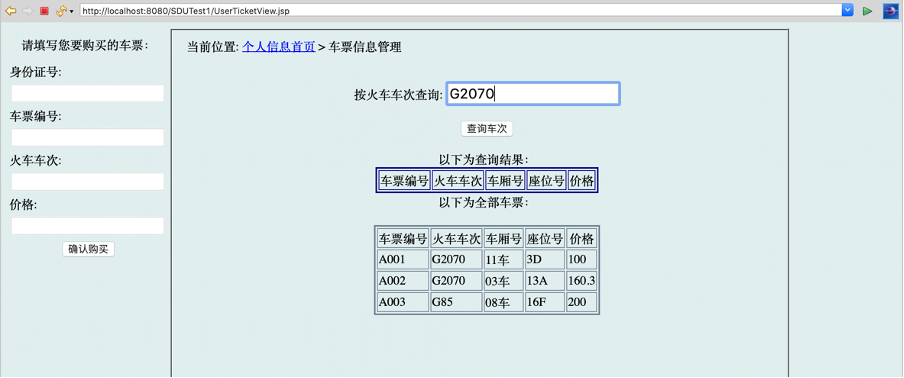 http://localhost:8080/SDUTest1/UserTicketView.jsp
请填写您要购买的车票:
身份证号:
车票编号:
火车车次:
价格:
确认购买
当前位置: 个人信息首页 > 车票信息管理
按火车车次查询: G2070
查询车次
以下为查询结果:
车票编号 火车车次 车厢号 座位号 价格
以下为全部车票:
车票编号 火车车次 车厢号 座位号 价格
A001 G2070 11车 3D 100
A002 G2070 03车 13A 160.3
A003 G85 08车 16F 200